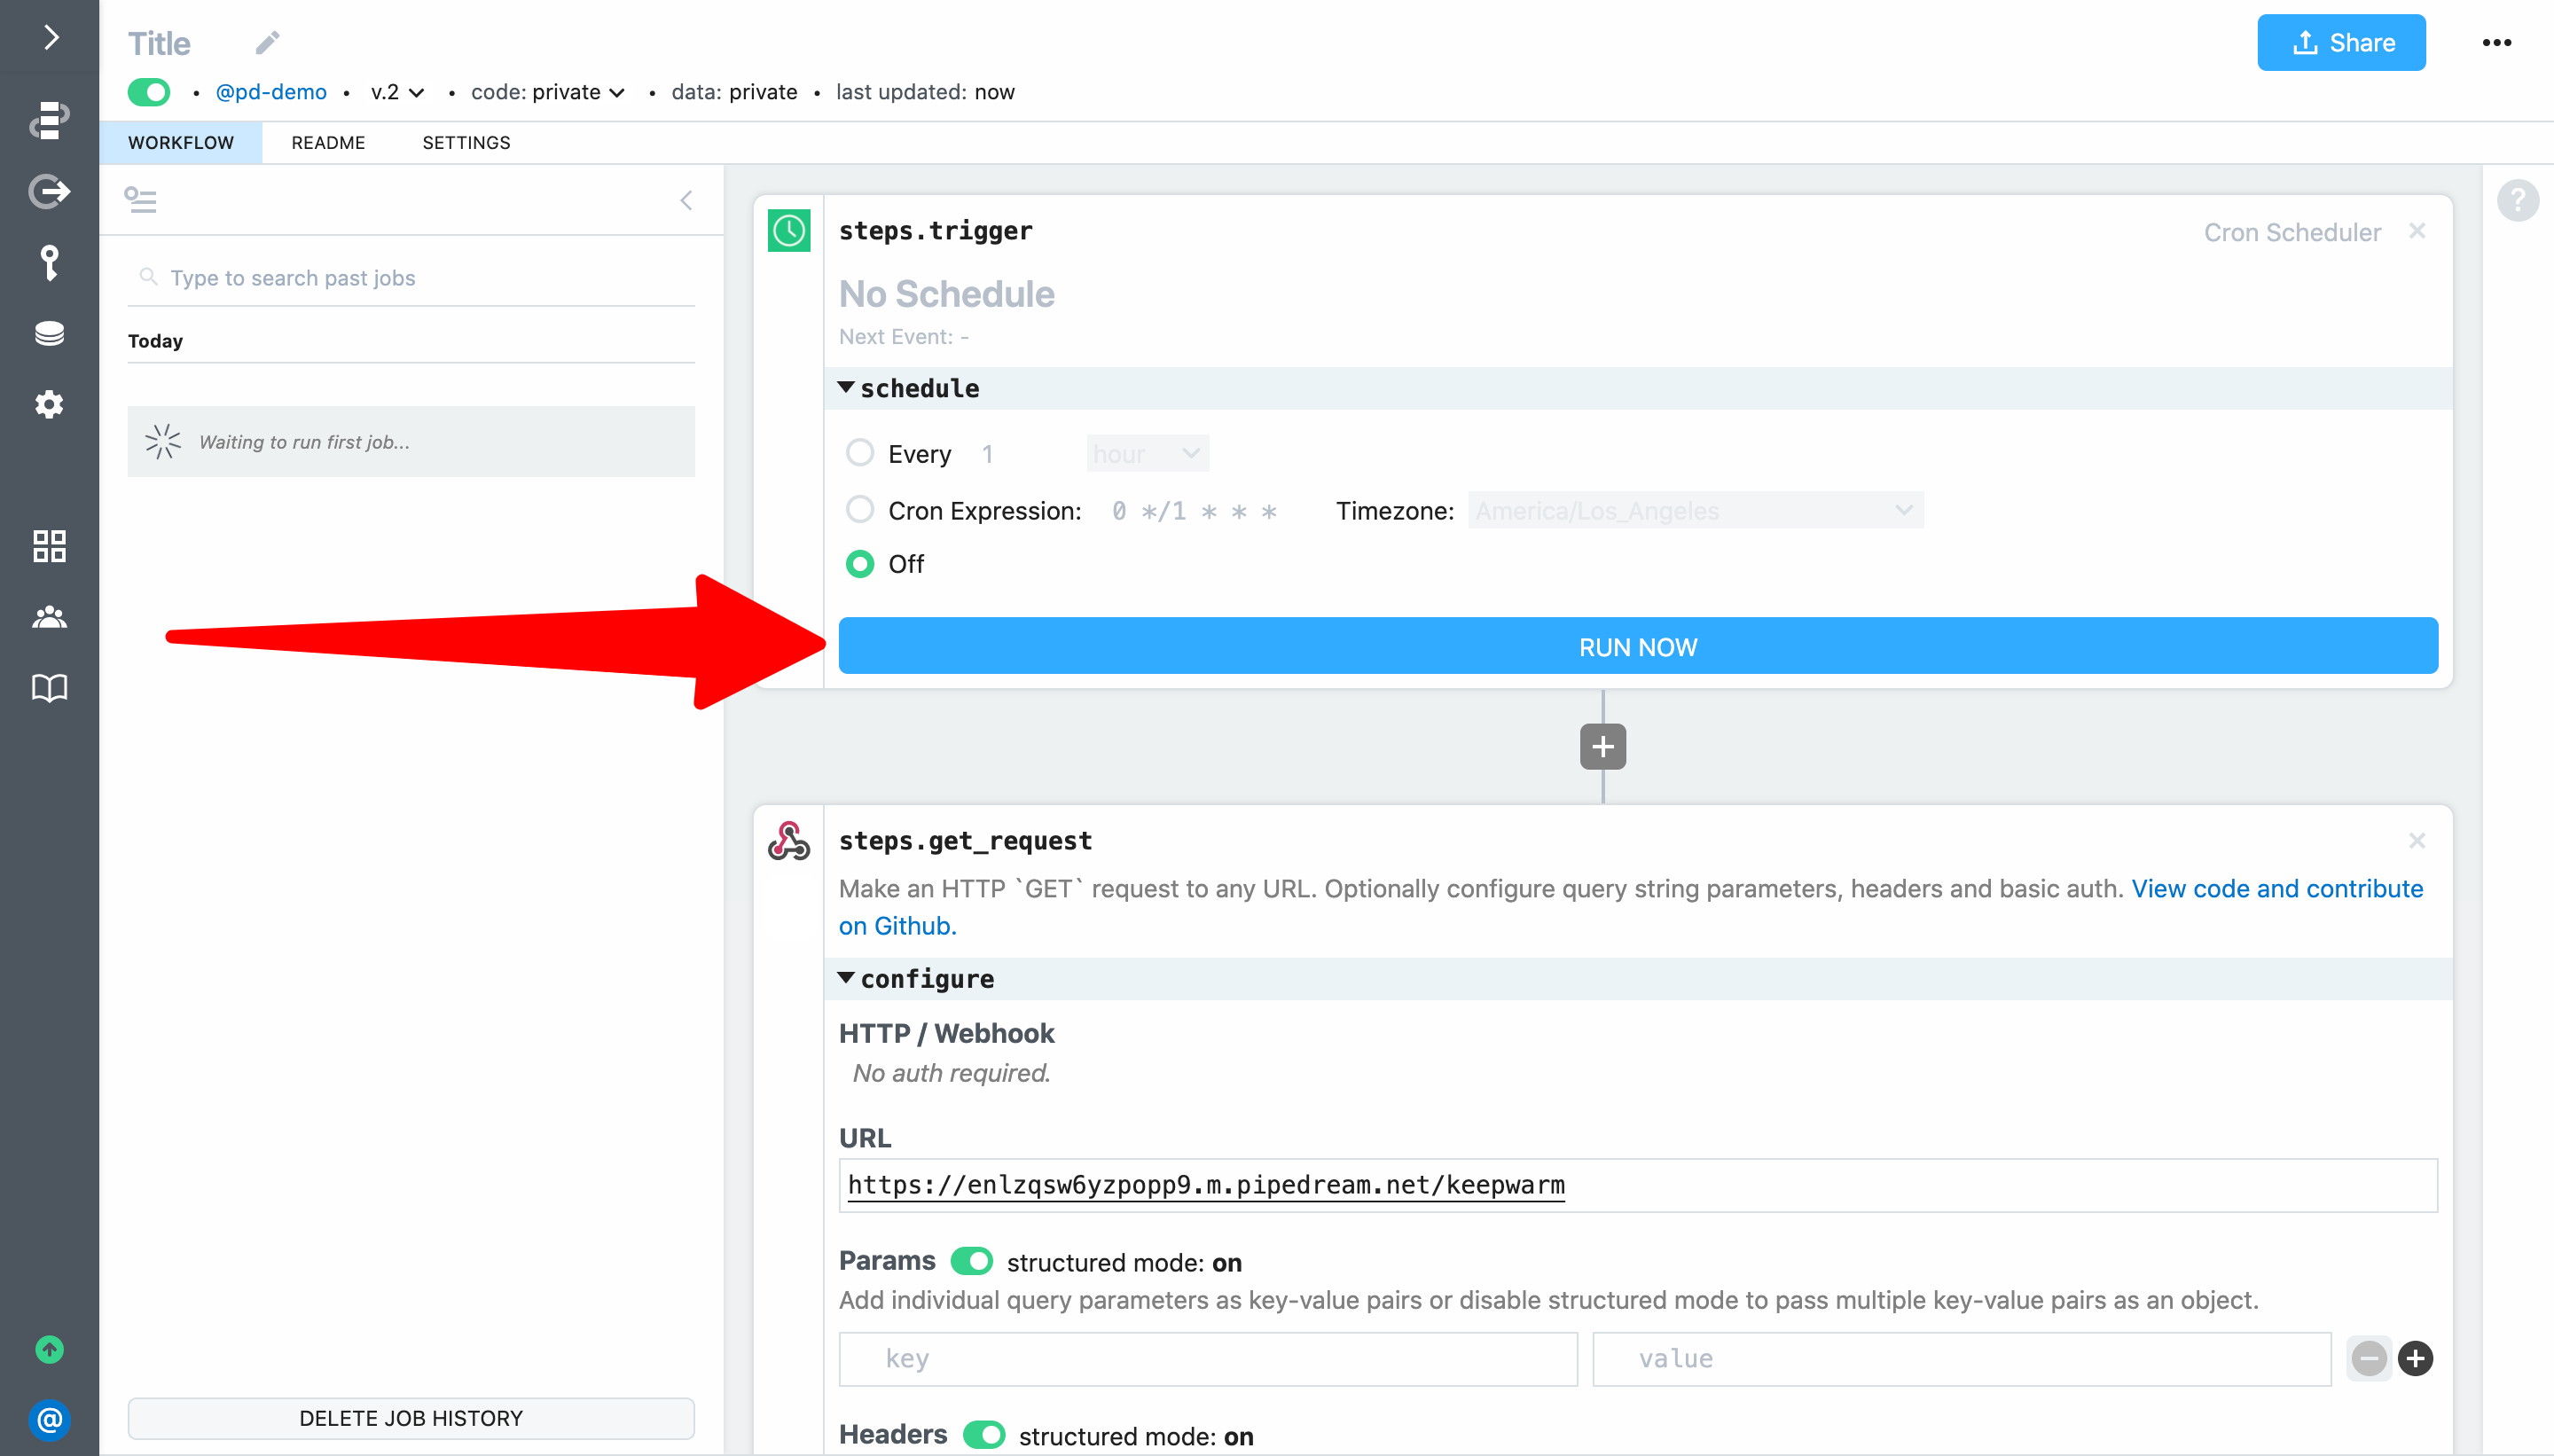 Title
Share
• @pd-demo • v.2 • code: private • data: private • last updated: now
WORKFLOW README SETTINGS
Type to search past jobs
Today
Waiting to run first job...
DELETE JOB HISTORY
@
?
steps.trigger
Cron Scheduler
No Schedule
Next Event: -
schedule
Every 1 hour
Cron Expression: 0 */1 * * * Timezone: America/Los_Angeles
Off
RUN NOW
steps.get_request
Make an HTTP `GET` request to any URL. Optionally configure query string parameters, headers and basic auth. View code and contribute
on Github.
configure
HTTP / Webhook
No auth required.
URL
https://enlzqsw6yzpopp9.m.pipedream.net/keepwarm
Params structured mode: on
Add individual query parameters as key-value pairs or disable structured mode to pass multiple key-value pairs as an object.
key value
Headers structured mode: on